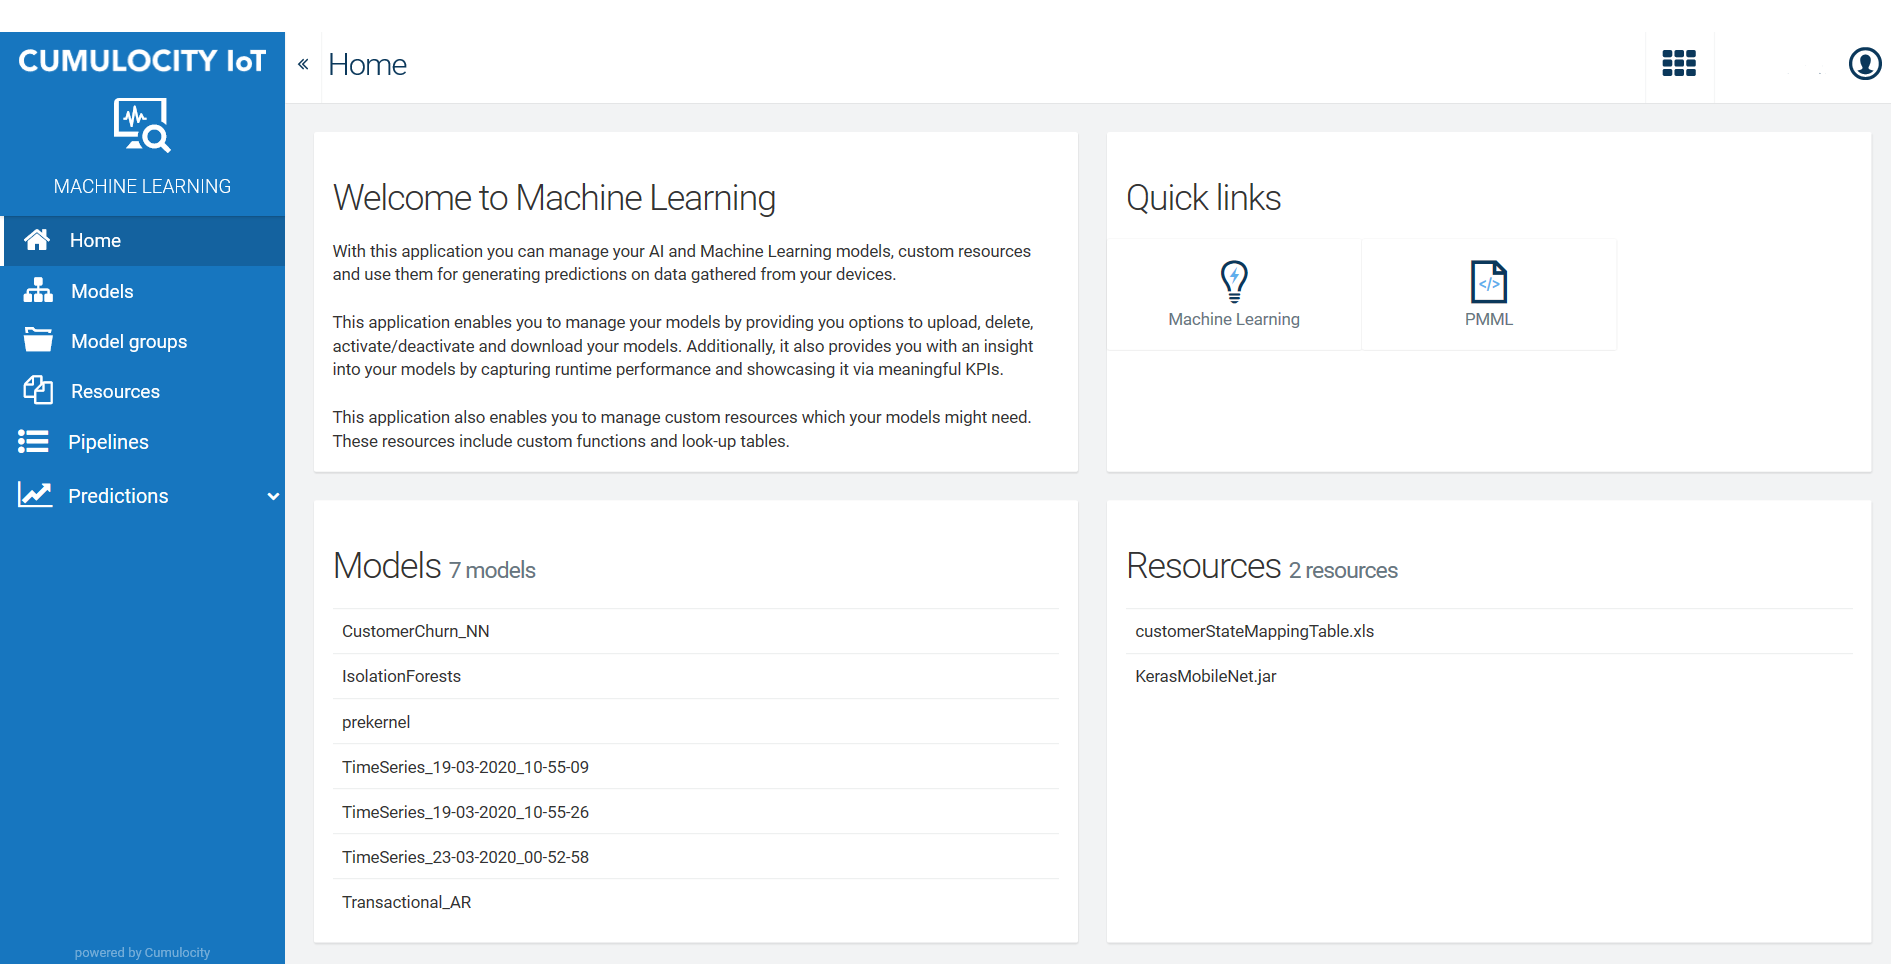 CUMULOCITY IoT
MACHINE LEARNING
Home
Models
Model groups
Resources
Pipelines
Predictions
powered by Cumulocity
« Home
Welcome to Machine Learning
With this application you can manage your AI and Machine Learning models, custom resources
and use them for generating predictions on data gathered from your devices.
This application enables you to manage your models by providing you options to upload, delete,
activate/deactivate and download your models. Additionally, it also provides you with an insight
into your models by capturing runtime performance and showcasing it via meaningful KPIs.
This application also enables you to manage custom resources which your models might need.
These resources include custom functions and look-up tables.
Quick links
Machine Learning
</>
PMML
Models 7 models
CustomerChurn_NN
IsolationForests
prekernel
TimeSeries_19-03-2020_10-55-09
TimeSeries_19-03-2020_10-55-26
TimeSeries_23-03-2020_00-52-58
Transactional_AR
Resources 2 resources
customerStateMappingTable.xls
KerasMobileNet.jar